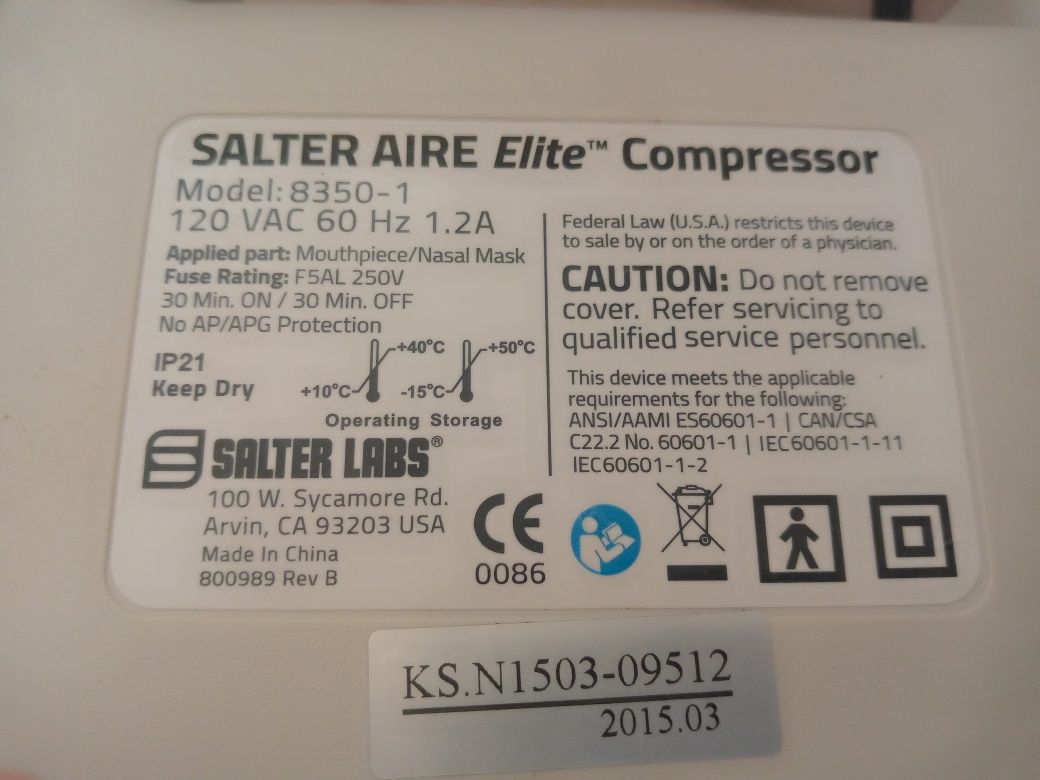 SALTER AIRE Elite™ Compressor
Model: 8350-1
120 VAC 60 Hz 1.2A
Applied part: Mouthpiece/Nasal Mask
Fuse Rating: F5AL 250V
30 Min. ON / 30 Min. OFF
No AP/APG Protection
IP21
Keep Dry
+10°C +40°C
-15°C +50°C
Operating Storage
SALTER LABS®
100 W. Sycamore Rd.
Arvin, CA 93203 USA
Made In China
800989 Rev B
Federal Law (U.S.A.) restricts this device
to sale by or on the order of a physician.
CAUTION: Do not remove
cover. Refer servicing to
qualified service personnel.
This device meets the applicable
requirements for the following:
ANSI/AAMI ES60601-1 | CAN/CSA
C22.2 No. 60601-1 | IEC60601-1-11
IEC60601-1-2
CE
0086
KS.N1503-09512
2015.03